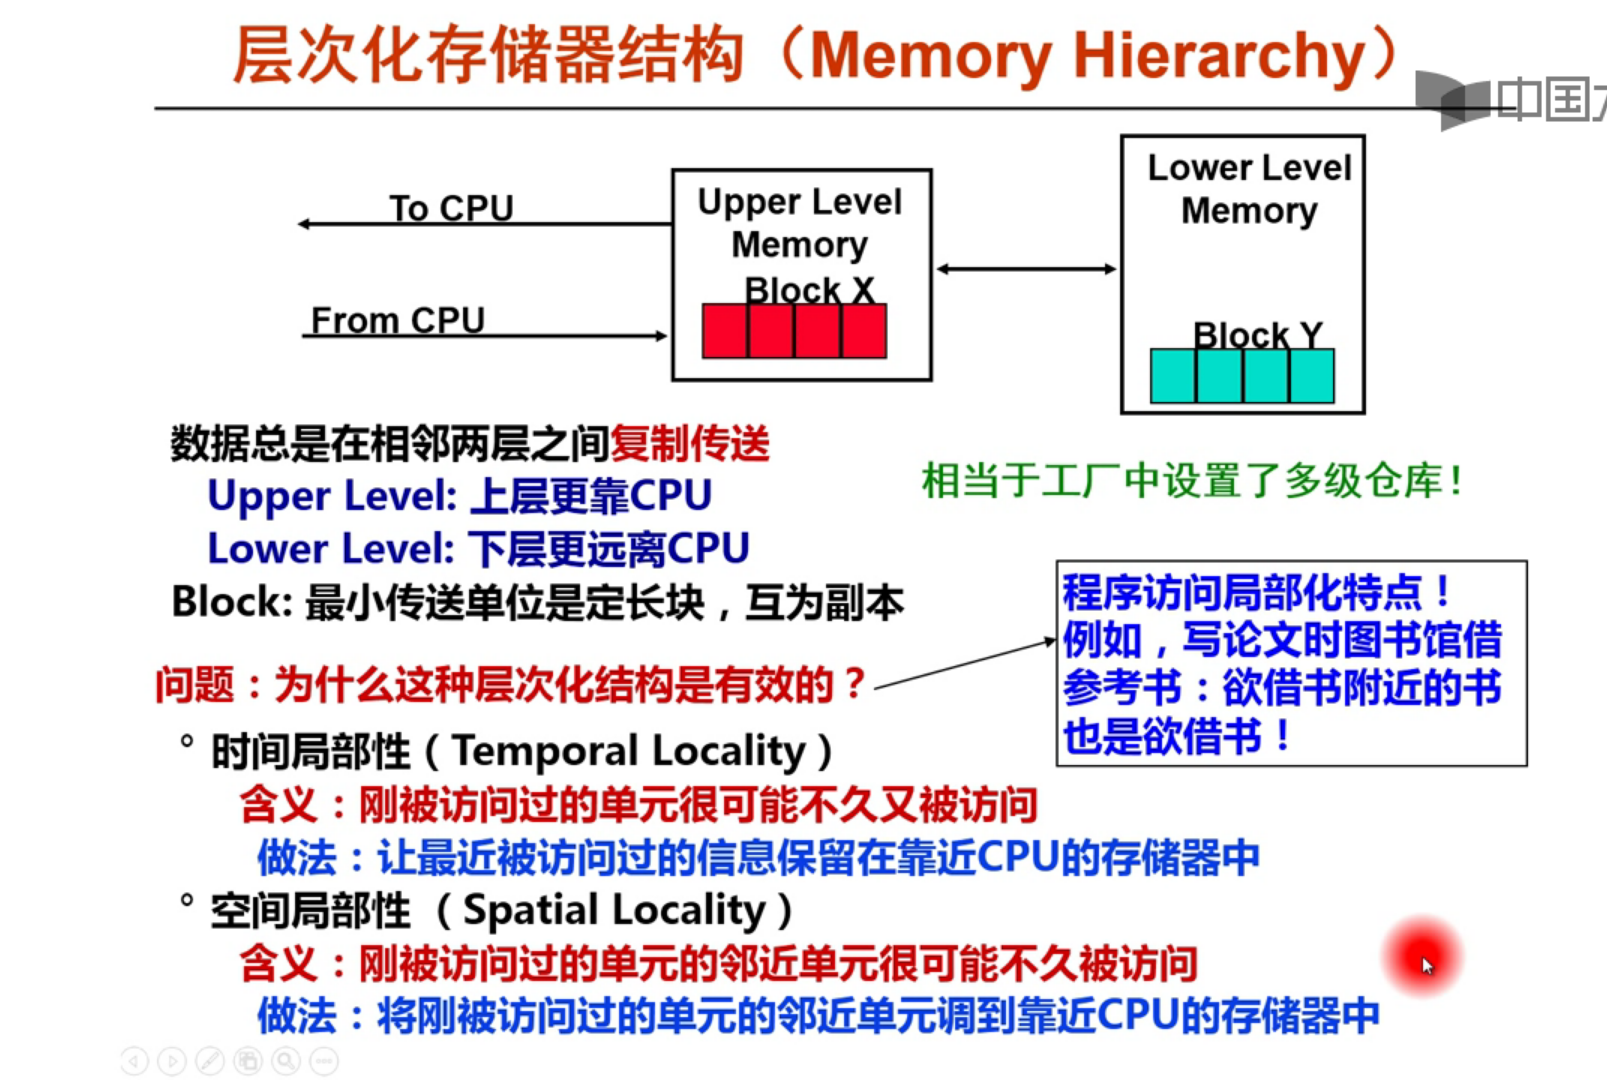 层次化存储器结构（Memory Hierarchy）
中国
To CPU
From CPU
Upper Level
Memory
Block X
Lower Level
Memory
Block Y
数据总是在相邻两层之间复制传送
Upper Level: 上层更靠CPU
Lower Level: 下层更远离CPU
Block: 最小传送单位是定长块，互为副本
相当于工厂中设置了多级仓库！
问题：为什么这种层次化结构是有效的？
程序访问局部化特点！
例如，写论文时图书馆借
参考书：欲借书附近的书
也是欲借书！
° 时间局部性（Temporal Locality）
含义：刚被访问过的单元很可能不久又被访问
做法：让最近被访问过的信息保留在靠近CPU的存储器中
° 空间局部性 （Spatial Locality）
含义：刚被访问过的单元的邻近单元很可能不久被访问
做法：将刚被访问过的单元的邻近单元调到靠近CPU的存储器中